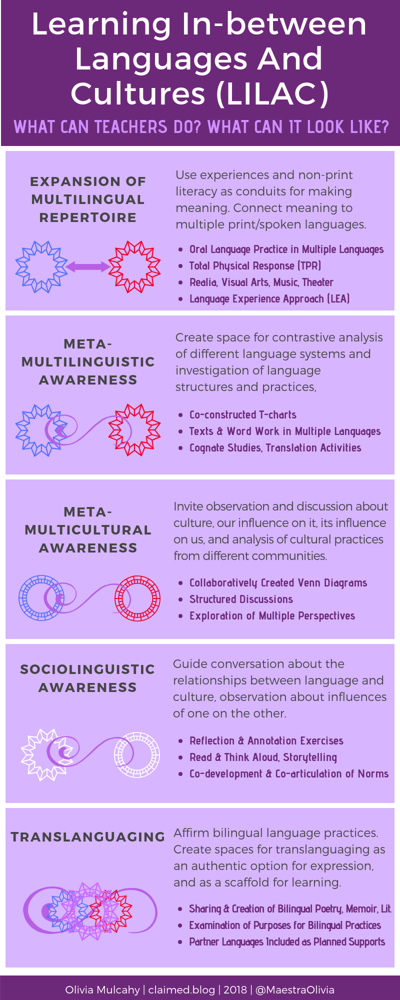 Learning In-between
Languages And
Cultures (LILAC)
WHAT CAN TEACHERS DO? WHAT CAN IT LOOK LIKE?
EXPANSION OF
MULTILINGUAL
REPERTOIRE
Use experiences and non-print
literacy as conduits for making
meaning. Connect meaning to
multiple print/spoken languages.
• Oral Language Practice in Multiple Languages
• Total Physical Response (TPR)
• Realia, Visual Arts, Music, Theater
• Language Experience Approach (LEA)
META-
MULTILINGUISTIC
AWARENESS
Create space for contrastive analysis
of different language systems and
investigation of language
structures and practices,
• Co-constructed T-charts
• Texts & Word Work in Multiple Languages
• Cognate Studies, Translation Activities
META-
MULTICULTURAL
AWARENESS
Invite observation and discussion about
culture, our influence on it, its influence
on us, and analysis of cultural practices
from different communities.
• Collaboratively Created Venn Diagrams
• Structured Discussions
• Exploration of Multiple Perspectives
SOCIOLINGUISTIC
AWARENESS
Guide conversation about the
relationships between language and
culture, observation about influences
of one on the other.
• Reflection & Annotation Exercises
• Read & Think Aloud, Storytelling
• Co-development & Co-articulation of Norms
TRANSLANGUAGING
Affirm bilingual language practices.
Create spaces for translanguaging as
an authentic option for expression,
and as a scaffold for learning.
• Sharing & Creation of Bilingual Poetry, Memoir, Lit.
• Examination of Purposes for Bilingual Practices
• Partner Languages Included as Planned Supports
Olivia Mulcahy | claimed.blog | 2018 | @MaestraOlivia